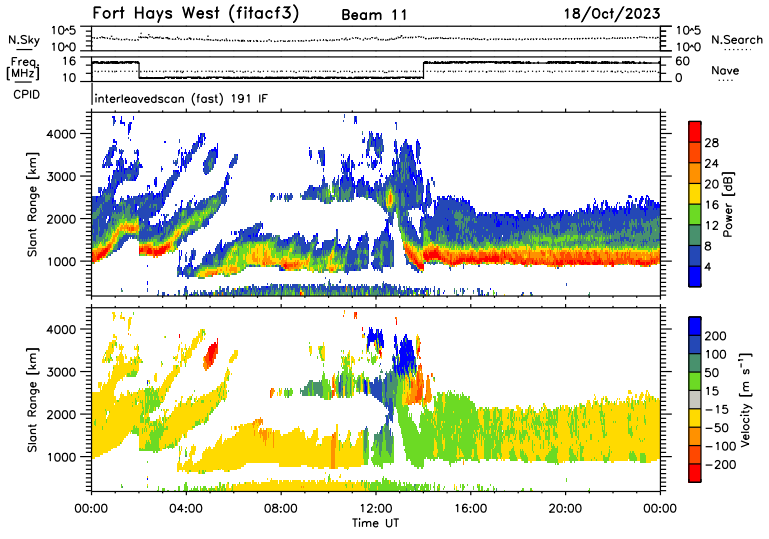 Fort Hays West (fitacf3) Beam 11 18/Oct/2023
10^5 10^5
N.Sky N.Search
10^0 10^0
Freq. 16 60
[MHz] Nave
10 0
CPID
interleavedscan (fast) 191 IF
4000
3000
2000
1000
Slant Range [km]
28
24
20
16
12
8
4
Power [dB]
4000
3000
2000
1000
Slant Range [km]
200
100
50
15
-15
-50
-100
-200
Velocity [m s⁻¹]
00:00 04:00 08:00 12:00 16:00 20:00 00:00
Time UT